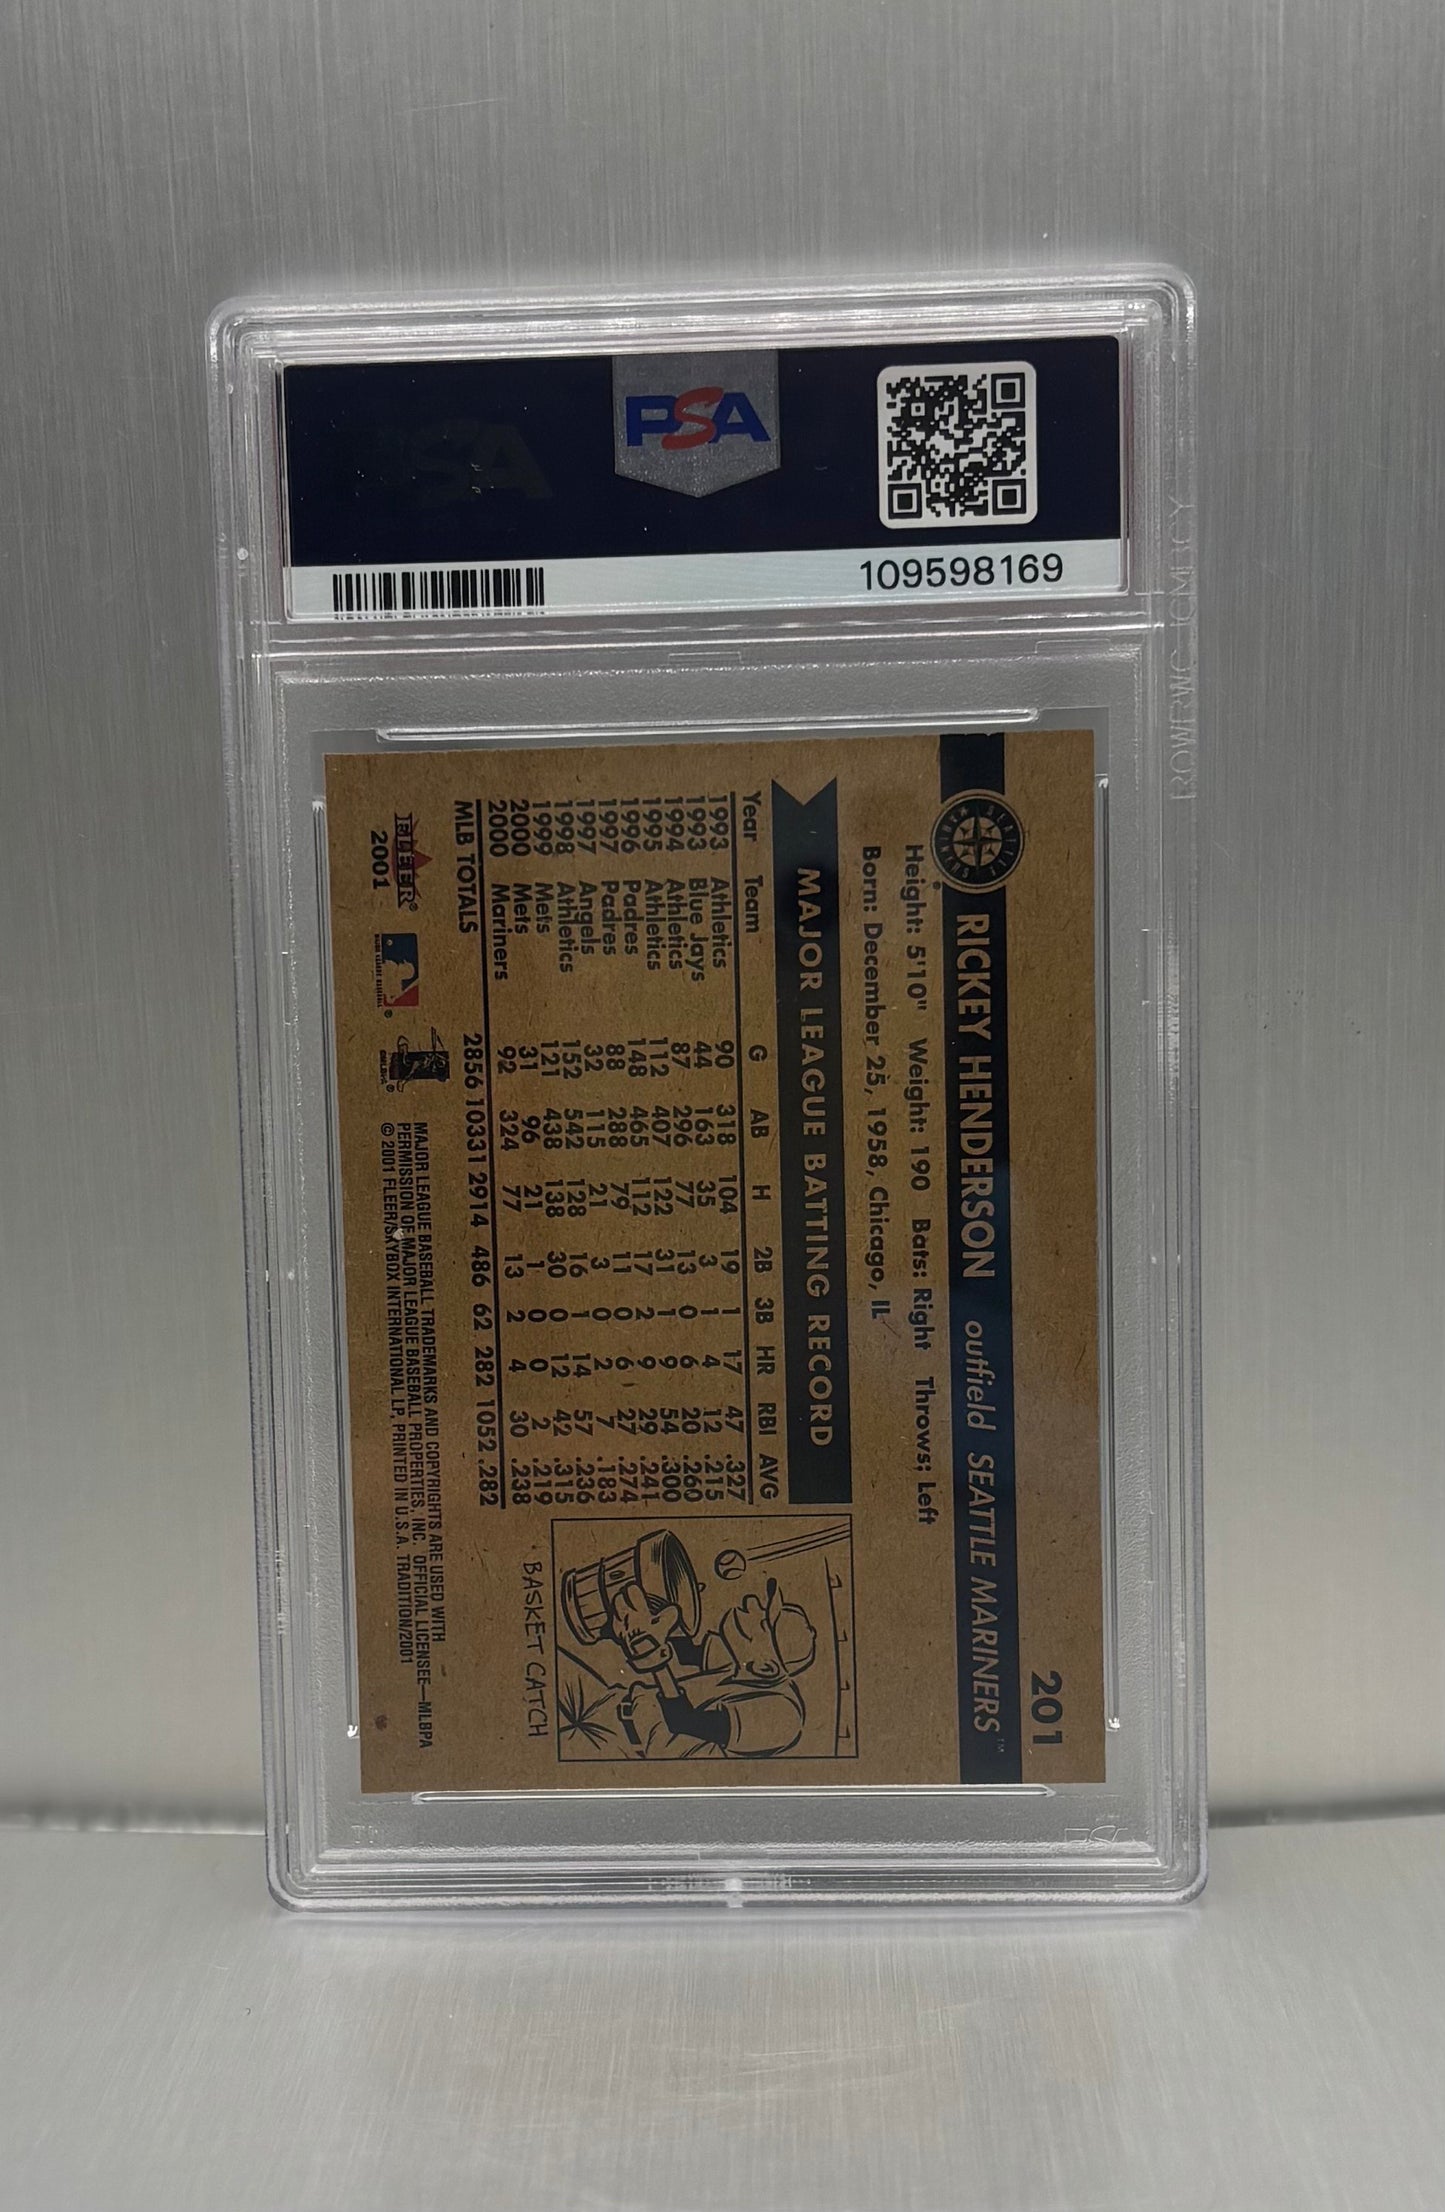 PSA
PSA
109598169
201
RICKEY HENDERSON outfield SEATTLE MARINERS™
SEATTLE MARINERS
Height: 5'10" Weight: 190 Bats: Right Throws: Left
Born: December 25, 1958, Chicago, IL
MAJOR LEAGUE BATTING RECORD
Year Team G AB H 2B 3B HR RBI AVG
1993 Athletics 90 318 104 19 1 17 47 .327
1993 Blue Jays 44 163 35 3 1 4 12 .215
1994 Athletics 87 296 77 13 0 6 20 .260
1995 Athletics 112 407 122 31 1 9 54 .300
1996 Padres 148 465 112 17 2 9 29 .241
1997 Padres 88 288 79 11 0 6 27 .274
1997 Angels 32 115 21 3 0 2 7 .183
1998 Athletics 152 542 128 16 1 14 57 .236
1999 Mets 121 438 138 30 0 12 42 .315
2000 Mets 31 96 21 1 0 0 2 .219
2000 Mariners 92 324 77 13 2 4 30 .238
MLB TOTALS 2856 10331 2914 486 62 282 1052 .282
BASKET CATCH
FLEER®
2001
MAJOR LEAGUE BASEBALL TRADEMARKS AND COPYRIGHTS ARE USED WITH
PERMISSION OF MAJOR LEAGUE BASEBALL PROPERTIES, INC. OFFICIAL LICENSEE—MLBPA
© 2001 FLEER/SKYBOX INTERNATIONAL LP, PRINTED IN U.S.A. TRADITION/2001